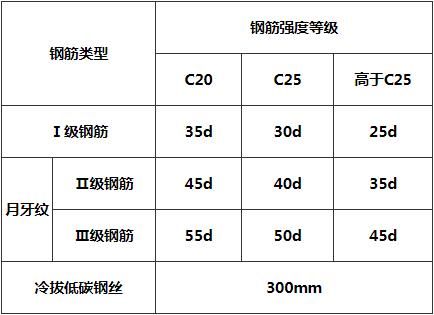 钢筋类型 钢筋强度等级
C20 C25 高于C25
Ⅰ级钢筋 35d 30d 25d
月牙纹 Ⅱ级钢筋 45d 40d 35d
Ⅲ级钢筋 55d 50d 45d
冷拔低碳钢丝 300mm